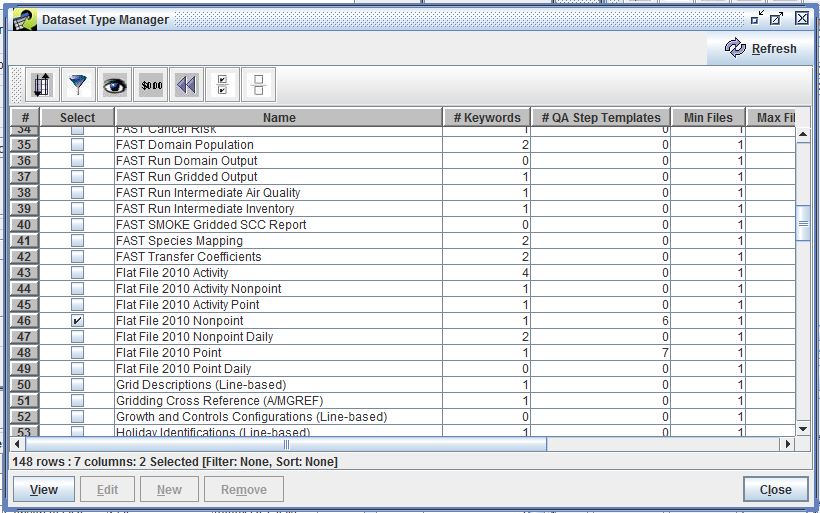 Dataset Type Manager
Refresh
$0.00
# Select Name # Keywords # QA Step Templates Min Files Max Fil
34 FAST Cancer Risk 1 0 1
35 FAST Domain Population 2 0 1
36 FAST Run Domain Output 0 0 1
37 FAST Run Gridded Output 1 0 1
38 FAST Run Intermediate Air Quality 1 0 1
39 FAST Run Intermediate Inventory 1 0 1
40 FAST SMOKE Gridded SCC Report 0 0 1
41 FAST Species Mapping 2 0 1
42 FAST Transfer Coefficients 2 0 1
43 Flat File 2010 Activity 4 0 1
44 Flat File 2010 Activity Nonpoint 1 0 1
45 Flat File 2010 Activity Point 1 0 1
46 Flat File 2010 Nonpoint 1 6 1
47 Flat File 2010 Nonpoint Daily 2 0 1
48 Flat File 2010 Point 1 7 1
49 Flat File 2010 Point Daily 0 0 1
50 Grid Descriptions (Line-based) 1 0 1
51 Gridding Cross Reference (A/MGREF) 1 0 1
52 Growth and Controls Configurations (Line-based) 0 0 1
53 Holiday Identifications (Line-based) 1 0 1
148 rows : 7 columns: 2 Selected [Filter: None, Sort: None]
View Edit New Remove Close